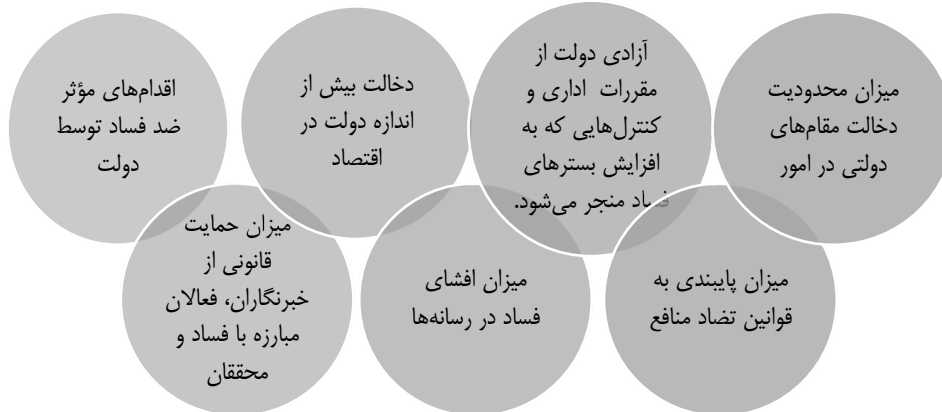 میزان محدودیت
دخالت مقام‌های
دولتی در امور
آزادی دولت از
مقررات اداری و
کنترل‌هایی که به
افزایش بسترهای
فساد منجر می‌شود.
دخالت بیش از
اندازه دولت در
اقتصاد
اقدام‌های مؤثر
ضد فساد توسط
دولت
میزان پایبندی به
قوانین تضاد منافع
میزان افشای
فساد در رسانه‌ها
میزان حمایت
قانونی از
خبرنگاران، فعالان
مبارزه با فساد و
محققان